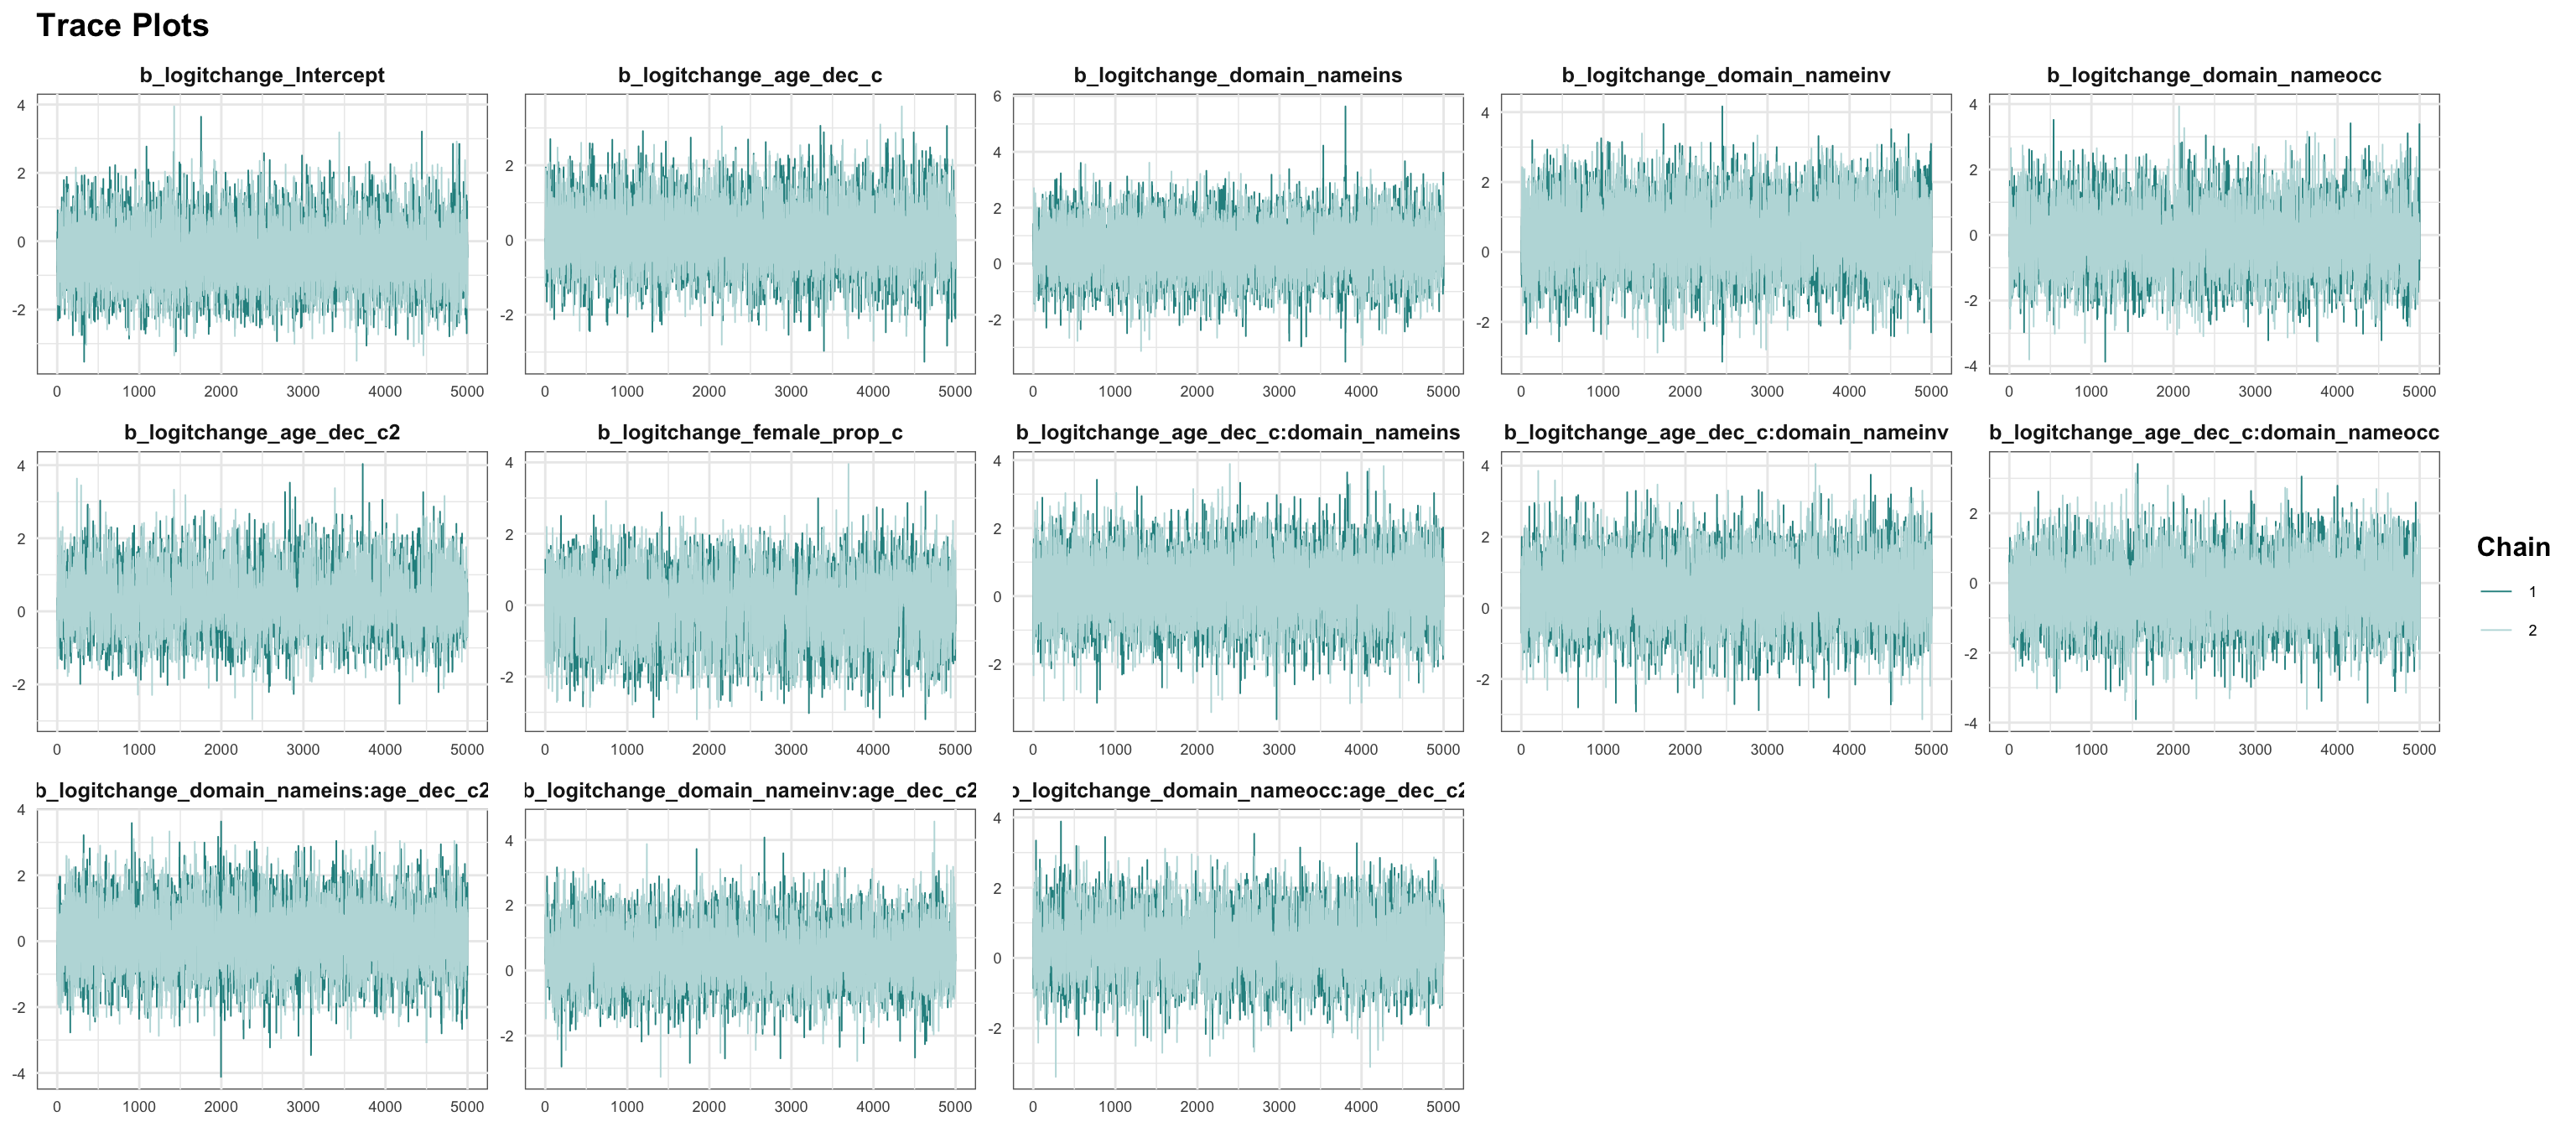 Trace Plots
b_logitchange_Intercept
b_logitchange_age_dec_c
b_logitchange_domain_nameins
b_logitchange_domain_nameinv
b_logitchange_domain_nameocc
4
2
0
-2
0 1000 2000 3000 4000 5000
2
0
-2
0 1000 2000 3000 4000 5000
6
4
2
0
-2
0 1000 2000 3000 4000 5000
4
2
0
-2
0 1000 2000 3000 4000 5000
4
2
0
-2
-4
0 1000 2000 3000 4000 5000
b_logitchange_age_dec_c2
b_logitchange_female_prop_c
b_logitchange_age_dec_c:domain_nameins
b_logitchange_age_dec_c:domain_nameinv
b_logitchange_age_dec_c:domain_nameocc
4
2
0
-2
0 1000 2000 3000 4000 5000
4
2
0
-2
0 1000 2000 3000 4000 5000
4
2
0
-2
0 1000 2000 3000 4000 5000
4
2
0
-2
0 1000 2000 3000 4000 5000
2
0
-2
-4
0 1000 2000 3000 4000 5000
b_logitchange_domain_nameins:age_dec_c2
b_logitchange_domain_nameinv:age_dec_c2
b_logitchange_domain_nameocc:age_dec_c2
4
2
0
-2
-4
0 1000 2000 3000 4000 5000
4
2
0
-2
0 1000 2000 3000 4000 5000
4
2
0
-2
0 1000 2000 3000 4000 5000
Chain
1
2